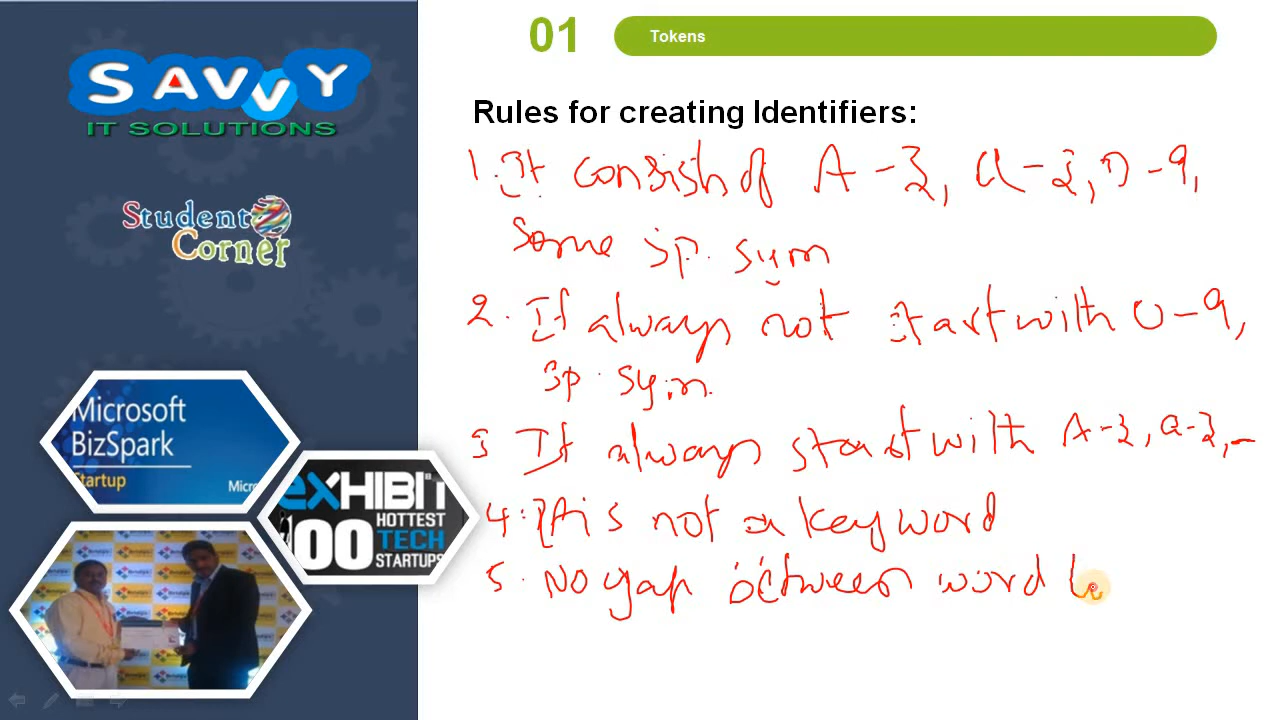 SAVVY
IT SOLUTIONS
Student
Corner
Microsoft
BizSpark
Startup
Micros
eXHIBIT
100 HOTTEST
TECH
STARTUPS
01
Tokens
Rules for creating Identifiers:
1. It consist of A-Z, a-z, 0-9,
Some sp. sym
2. It always not start with 0-9,
sp. sym.
3 It always start with A-Z, a-z, _
4. It is not a keyword
5. No gap between word